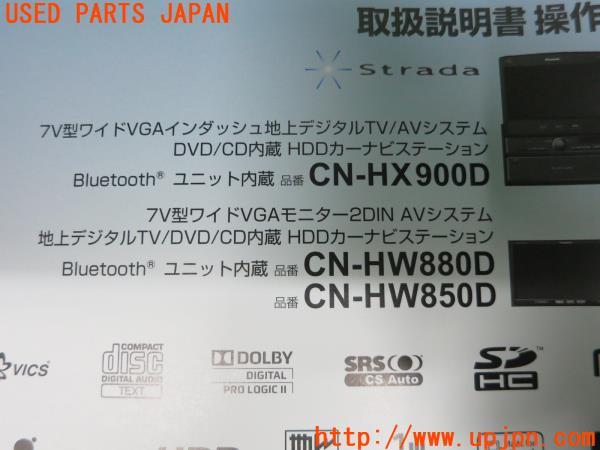 USED PARTS JAPAN
取扱説明書 操作
Strada
7V型ワイドVGAインダッシュ地上デジタルTV/AVシステム
DVD/CD内蔵 HDDカーナビステーション
Bluetooth® ユニット内蔵 品番 CN-HX900D
7V型ワイドVGAモニター2DIN AVシステム
地上デジタルTV/DVD/CD内蔵 HDDカーナビステーション
Bluetooth® ユニット内蔵 品番 CN-HW880D
品番 CN-HW850D
VICS
COMPACT
disc
DIGITAL AUDIO
TEXT
DOLBY
DIGITAL
PRO LOGIC II
SRS
CS Auto
SD
HC
www.upjpn.com